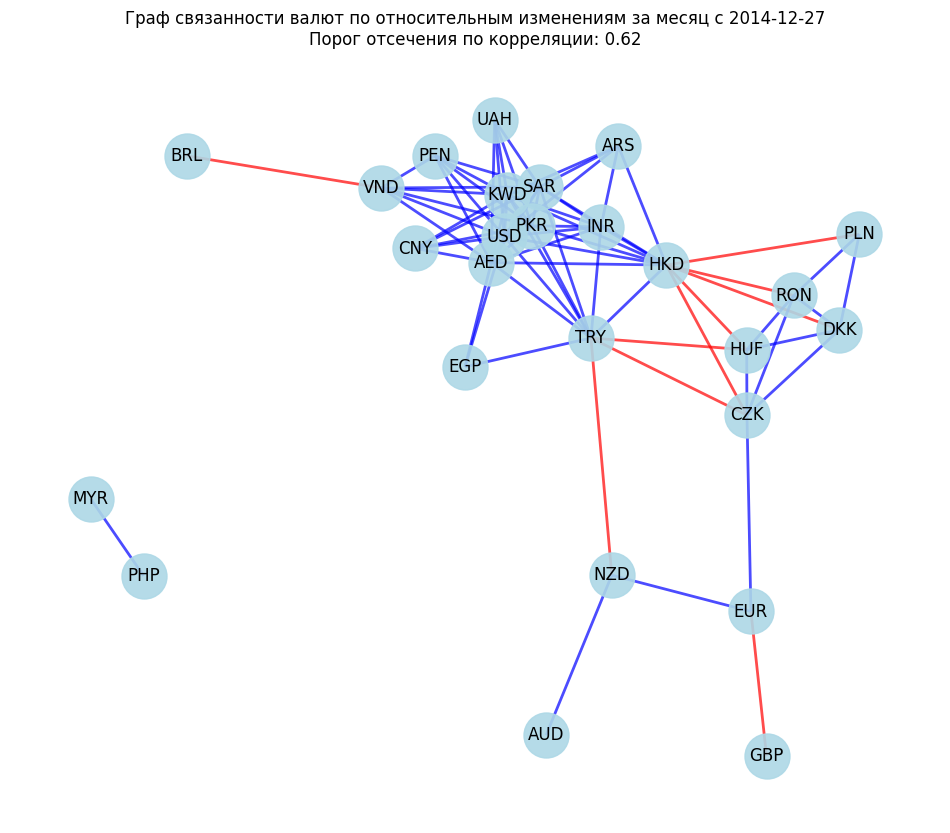 Граф связанности валют по относительным изменениям за месяц с 2014-12-27
Порог отсечения по корреляции: 0.62
UAH
ARS
BRL
PEN
VND
SAR
KWD
PKR
INR
PLN
USD
CNY
AED
HKD
RON
DKK
TRY
HUF
EGP
CZK
MYR
PHP
NZD
EUR
AUD
GBP